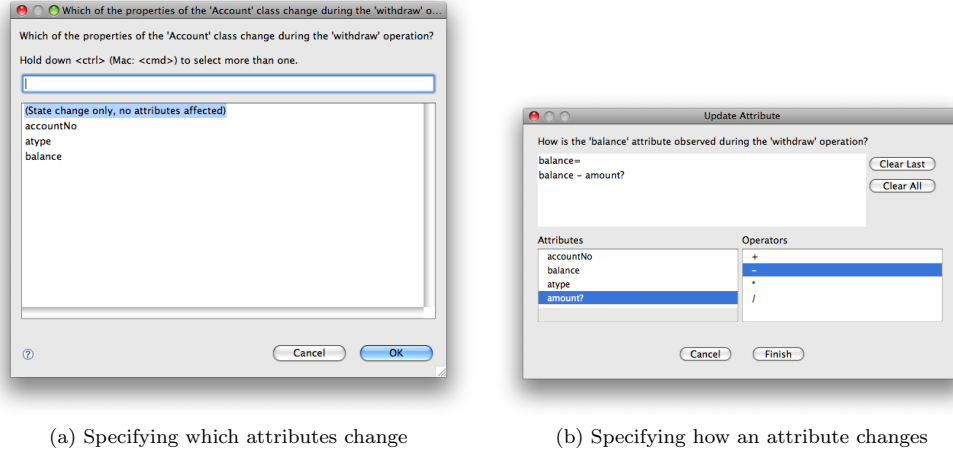 Which of the properties of the 'Account' class change during the 'withdraw' o...
Which of the properties of the 'Account' class change during the 'withdraw' operation?
Hold down <ctrl> (Mac: <cmd>) to select more than one.
(State change only, no attributes affected)
accountNo
atype
balance
?
Cancel
OK
(a) Specifying which attributes change
Update Attribute
How is the 'balance' attribute observed during the 'withdraw' operation?
balance=
balance - amount?
Clear Last
Clear All
Attributes
accountNo
balance
atype
amount?
Operators
+
-
*
/
Cancel
Finish
(b) Specifying how an attribute changes